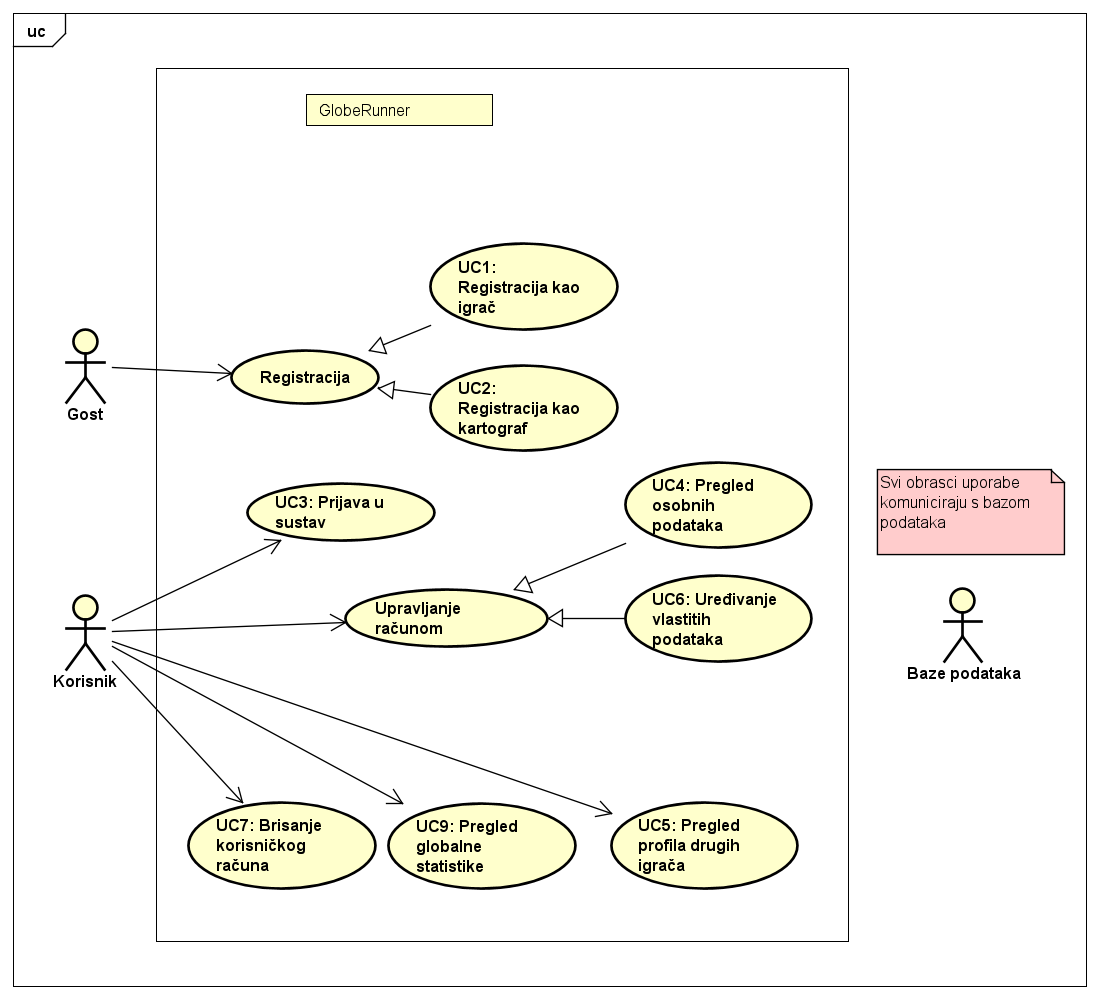 uc
GlobeRunner
UC1:
Registracija kao
igrač
Registracija
Gost
UC2:
Registracija kao
kartograf
UC3: Prijava u
sustav
UC4: Pregled
osobnih
podataka
Svi obrasci uporabe
komuniciraju s bazom
podataka
Upravljanje
računom
UC6: Uređivanje
vlastitih
podataka
Korisnik
Baze podataka
UC7: Brisanje
korisničkog
računa
UC9: Pregled
globalne
statistike
UC5: Pregled
profila drugih
igrača